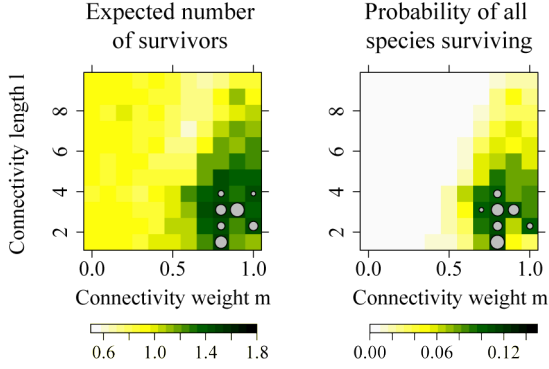 Expected number
of survivors
Probability of all
species surviving
Connectivity length l
8
6
4
2
0.0 0.5 1.0
Connectivity weight m
0.6 1.0 1.4 1.8
8
6
4
2
0.0 0.5 1.0
Connectivity weight m
0.00 0.06 0.12